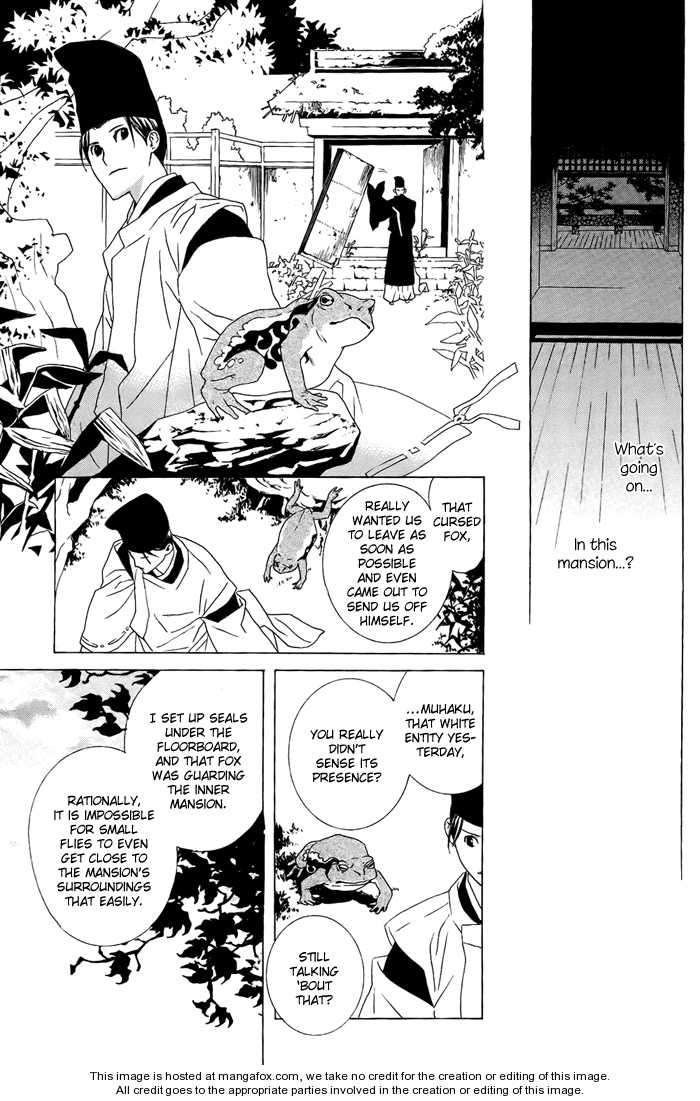 What's
going
on...
In this
mansion...?
THAT
CURSED
FOX,
REALLY
WANTED US
TO LEAVE AS
SOON AS
POSSIBLE
AND EVEN
CAME OUT TO
SEND US OFF
HIMSELF.
...MUHAKU,
THAT WHITE
ENTITY YES-
TERDAY,
YOU REALLY
DIDN'T
SENSE ITS
PRESENCE?
STILL
TALKING
'BOUT
THAT?
I SET UP SEALS
UNDER THE
FLOORBOARD,
AND THAT FOX
WAS GUARDING
THE INNER
MANSION.
RATIONALLY,
IT IS IMPOSSIBLE
FOR SMALL
FLIES TO EVEN
GET CLOSE TO
THE MANSION'S
SURROUNDINGS
THAT EASILY.
This image is hosted at mangafox.com, we take no credit for the creation or editing of this image.
All credit goes to the appropriate parties involved in the creation or editing of this image.